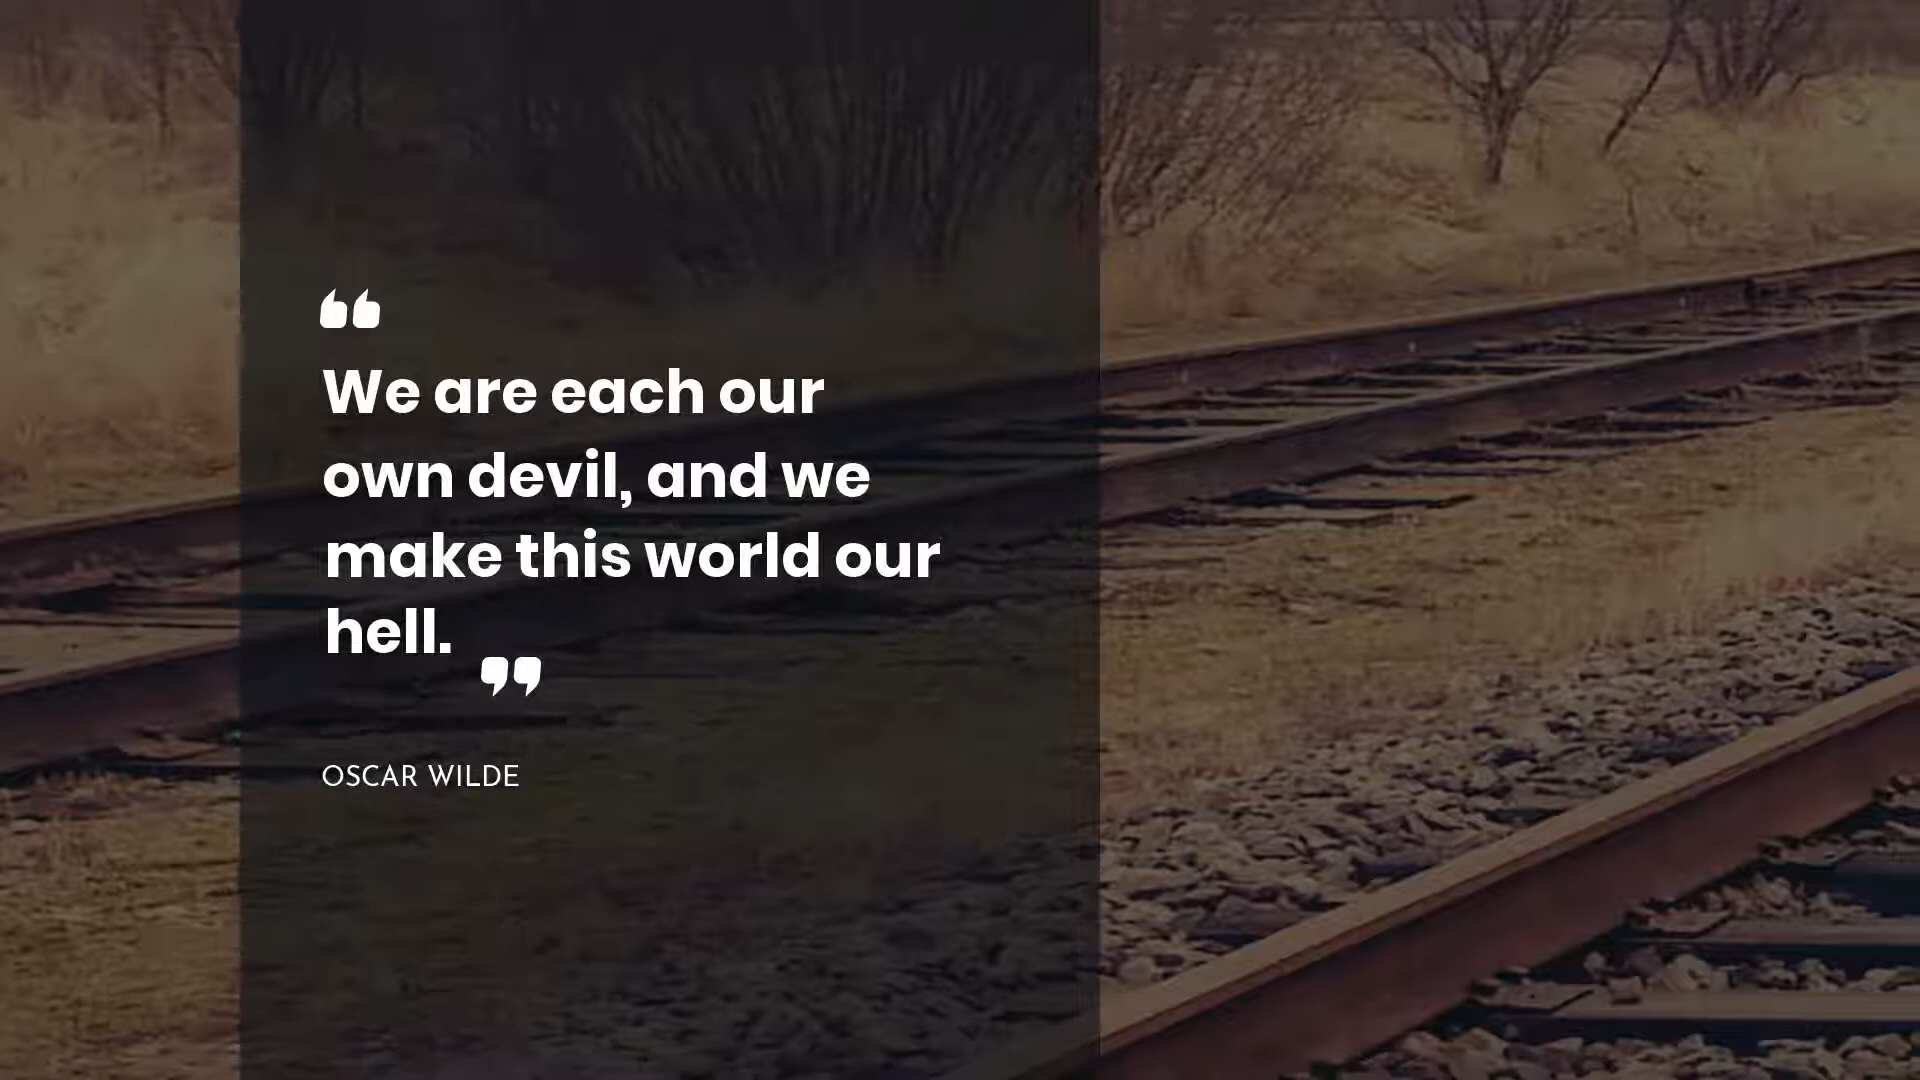 “
We are each our
own devil, and we
make this world our
hell.
”
OSCAR WILDE